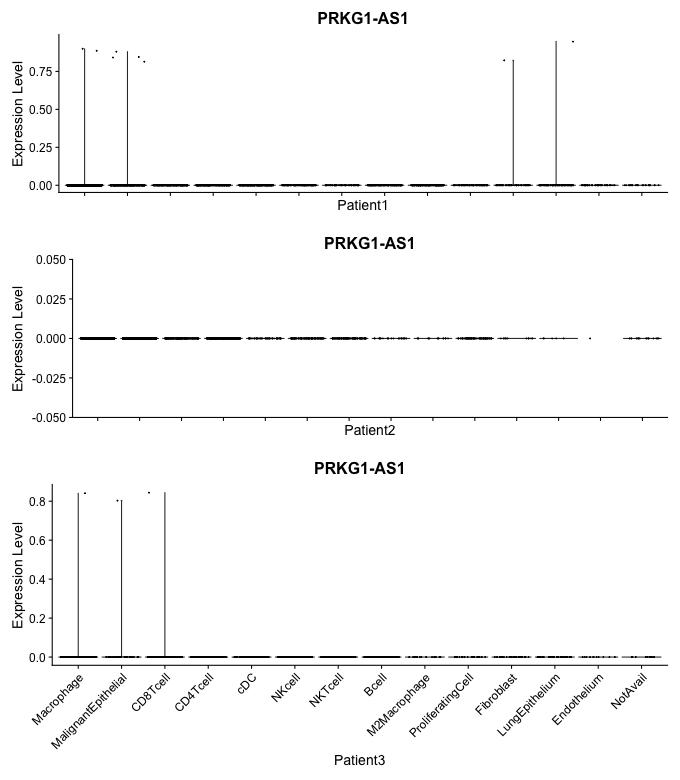 PRKG1-AS1
Expression Level
0.75
0.50
0.25
0.00
Patient1
PRKG1-AS1
Expression Level
0.050
0.025
0.000
-0.025
-0.050
Patient2
PRKG1-AS1
Expression Level
0.8
0.6
0.4
0.2
0.0
Macrophage
MalignantEpithelial
CD8Tcell
CD4Tcell
cDC
NKcell
NKTcell
Bcell
M2Macrophage
ProliferatingCell
Fibroblast
LungEpithelium
Endothelium
NotAvail
Patient3